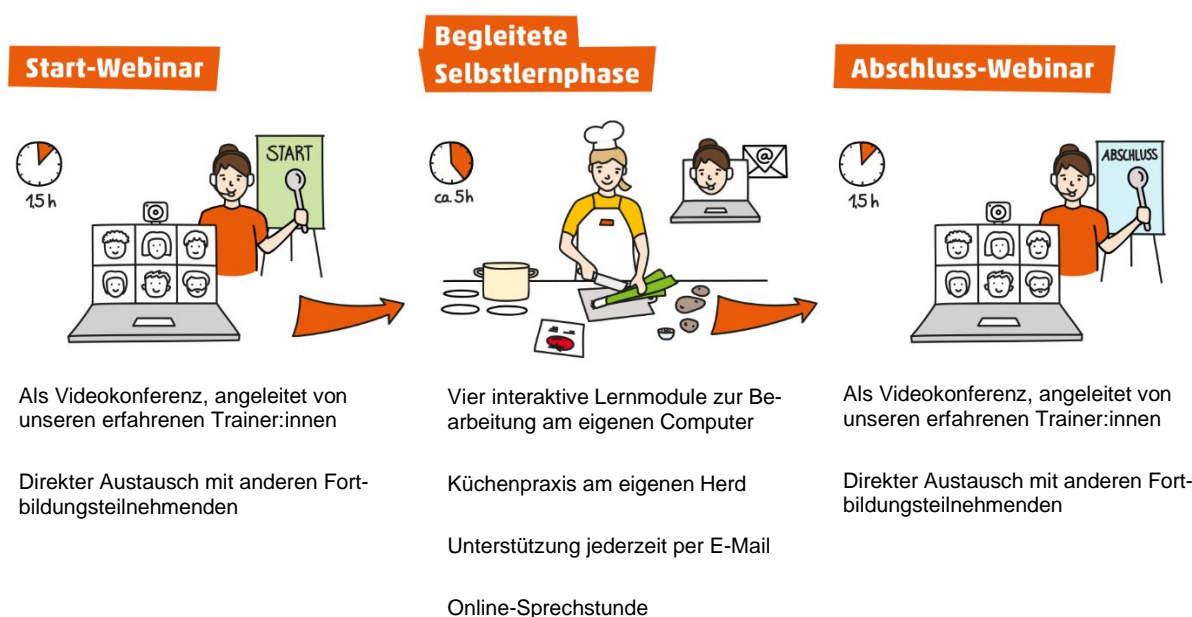 Start-Webinar
1,5 h
START
Als Videokonferenz, angeleitet von
unseren erfahrenen Trainer:innen
Direkter Austausch mit anderen Fort-
bildungsteilnehmenden
Begleitete
Selbstlernphase
ca. 5h
@
Vier interaktive Lernmodule zur Be-
arbeitung am eigenen Computer
Küchenpraxis am eigenen Herd
Unterstützung jederzeit per E-Mail
Online-Sprechstunde
Abschluss-Webinar
1,5 h
ABSCHLUSS
Als Videokonferenz, angeleitet von
unseren erfahrenen Trainer:innen
Direkter Austausch mit anderen Fort-
bildungsteilnehmenden